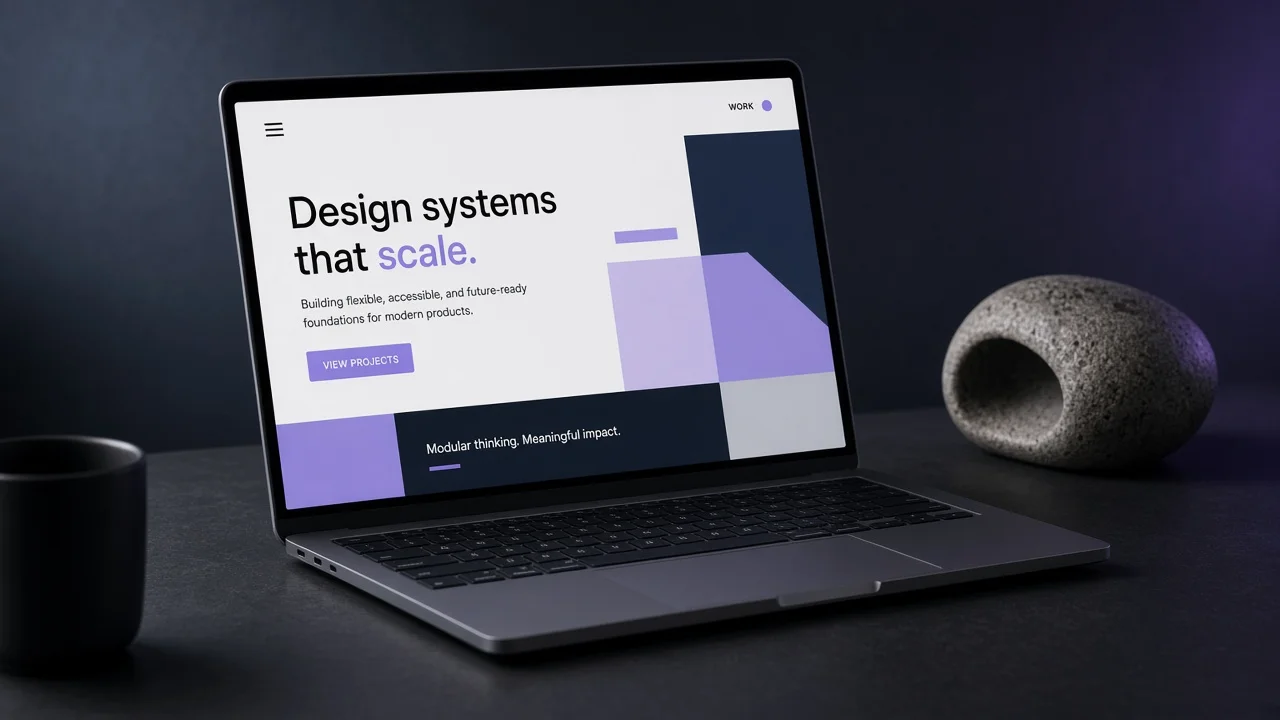 WORK
Design systems
that scale.
Building flexible, accessible, and future-ready
foundations for modern products.
VIEW PROJECTS
Modular thinking. Meaningful impact.